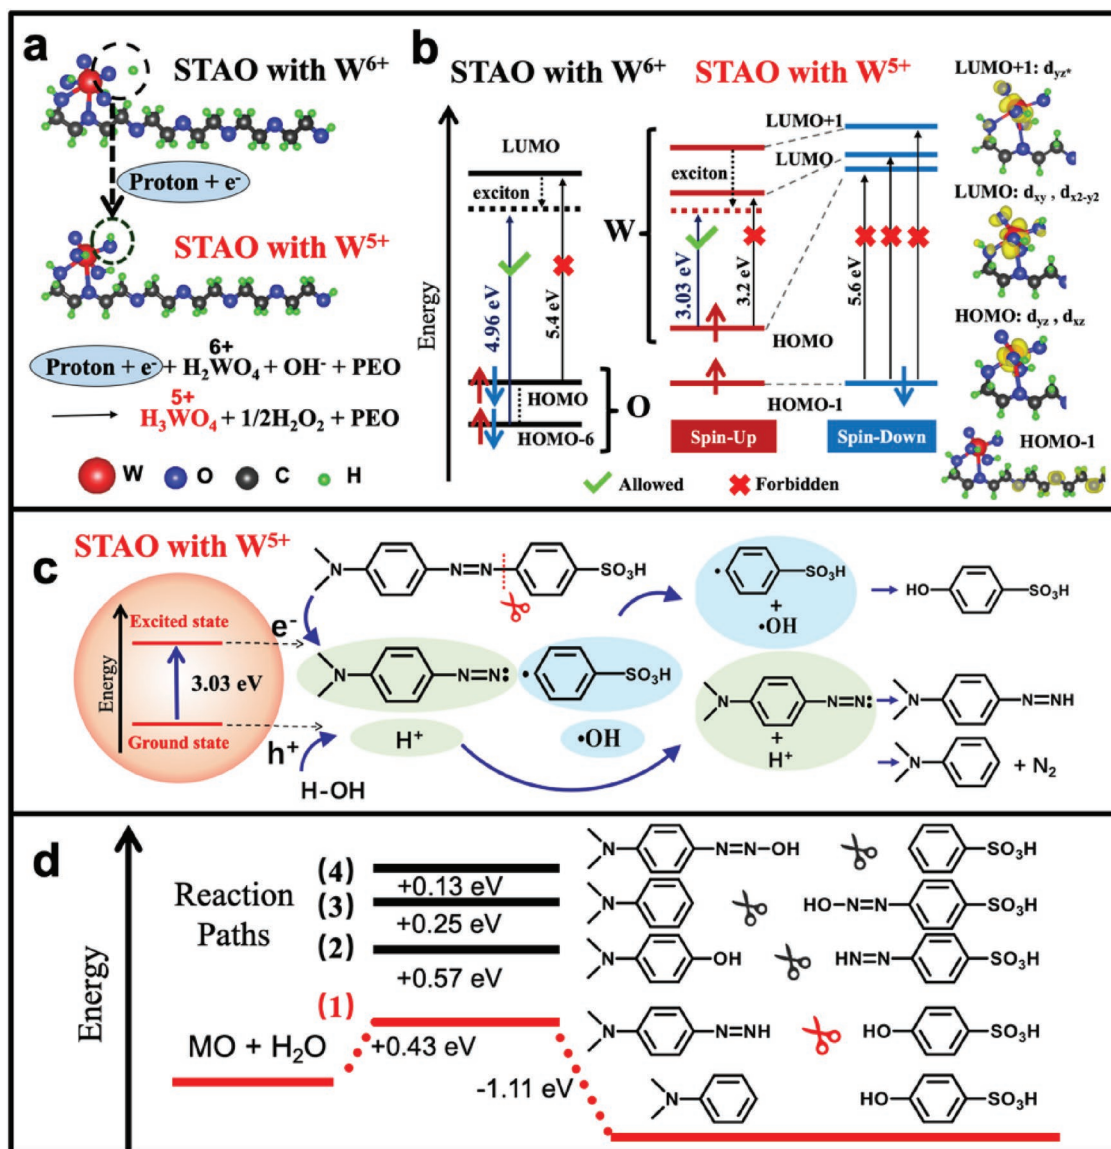 a
STAO with W6+
Proton + e-
STAO with W5+
6+
Proton + e- + H2WO4 + OH- + PEO
5+
H3WO4 + 1/2H2O2 + PEO
W O C H
b
STAO with W6+ STAO with W5+
Energy
LUMO
exciton
4.96 eV
5.4 eV
HOMO
HOMO-6
O
W
LUMO+1
LUMO
exciton
3.03 eV
3.2 eV
5.6 eV
HOMO
HOMO-1
Spin-Up
Spin-Down
Allowed
Forbidden
LUMO+1: dyz*
LUMO: dxy , dx2-y2
HOMO: dyz , dxz
HOMO-1
c
STAO with W5+
Energy
Excited state
3.03 eV
Ground state
e-
h+
H-OH
N N=N SO3H
N N=N: · SO3H
H+
·OH
· SO3H
+
·OH
HO SO3H
N N=N:
+
H+
N N=NH
N + N2
d
Energy
Reaction
Paths
MO + H2O
(4)
+0.13 eV
(3)
+0.25 eV
(2)
+0.57 eV
(1)
+0.43 eV
-1.11 eV
N N=N-OH SO3H
N HO-N=N SO3H
N OH HN=N SO3H
N N=NH HO SO3H
N HO SO3H